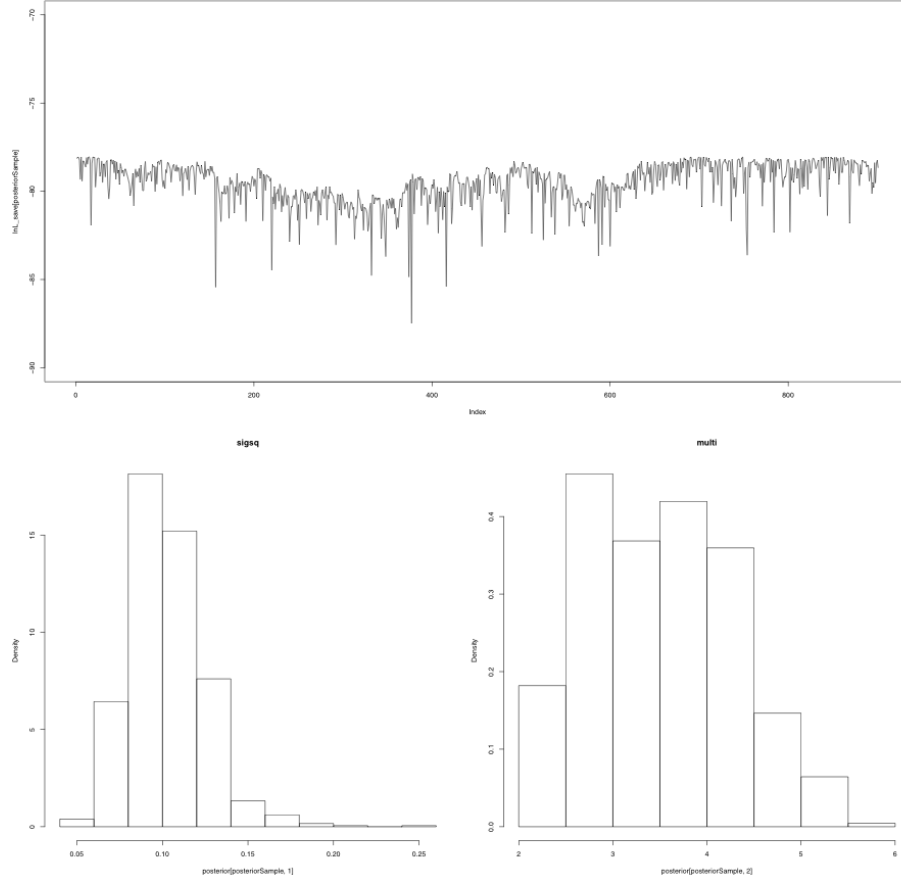 -70
-75
-80
-85
-90
lnL_save[posteriorSample]
0 200 400 600 800
Index
sigsq
15
10
5
0
Density
0.05 0.10 0.15 0.20 0.25
posterior[posteriorSample, 1]
multi
0.4
0.3
0.2
0.1
0.0
Density
2 3 4 5 6
posterior[posteriorSample, 2]